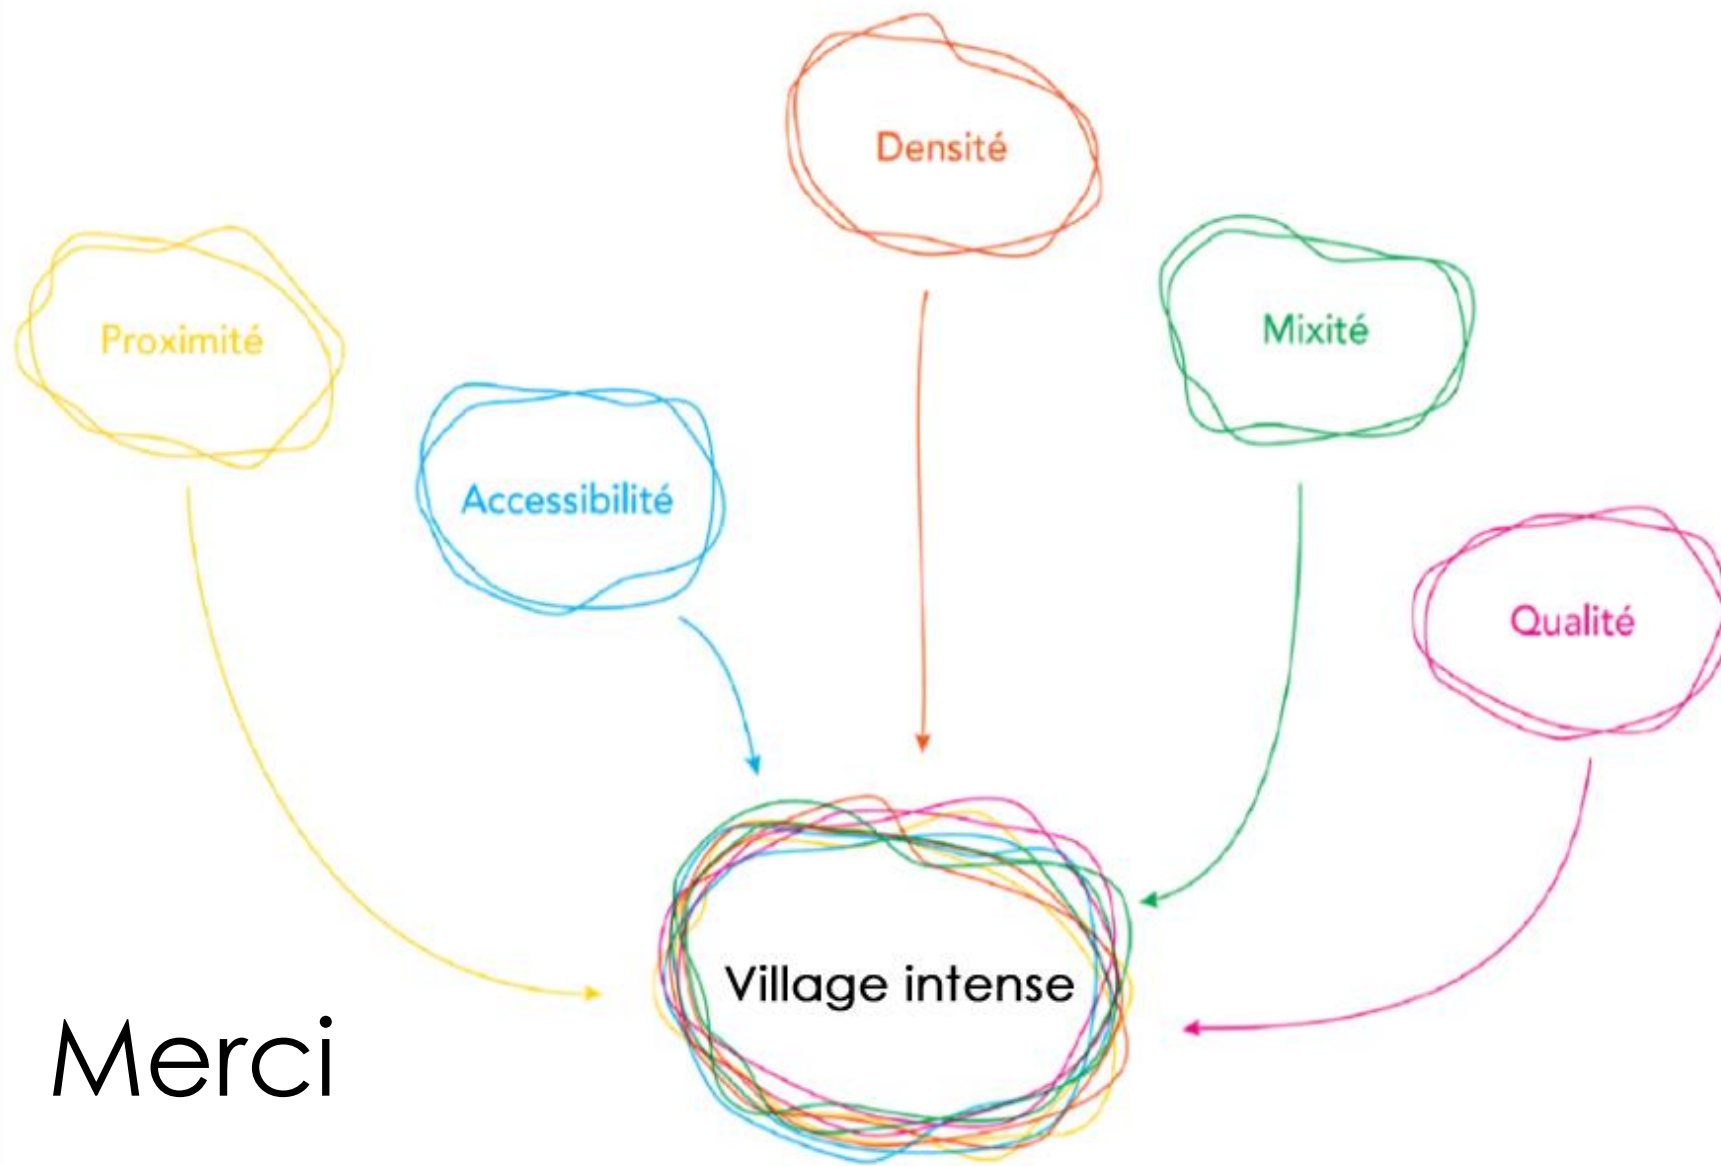 Densité
Mixité
Proximité
Accessibilité
Qualité
Village intense
Merci